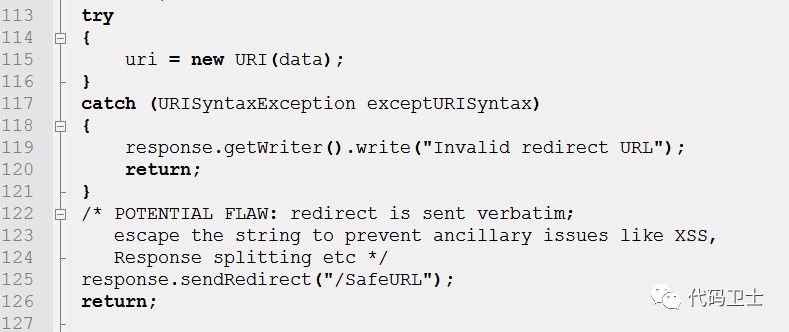 113 try
114 {
115     uri = new URI(data);
116 }
117 catch (URISyntaxException exceptURISyntax)
118 {
119     response.getWriter().write("Invalid redirect URL");
120     return;
121 }
122 /* POTENTIAL FLAW: redirect is sent verbatim;
123    escape the string to prevent ancillary issues like XSS,
124    Response splitting etc */
125 response.sendRedirect("/SafeURL");
126 return;
127
代码卫士